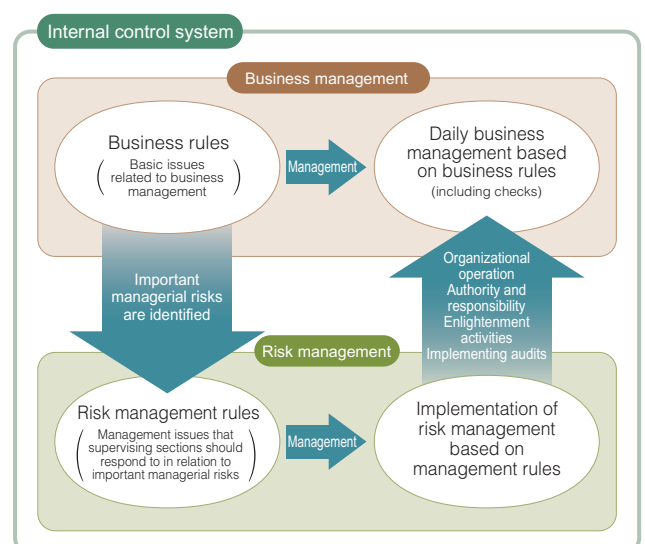 Internal control system
Business management
Business rules
(Basic issues
related to business
management)
Management
Daily business
management based
on business rules
(including checks)
Important
managerial risks
are identified
Organizational
operation
Authority and
responsibility
Enlightenment
activities
Implementing audits
Risk management
Risk management rules
(Management issues that
supervising sections should
respond to in relation to
important managerial risks)
Management
Implementation of
risk management
based on
management rules